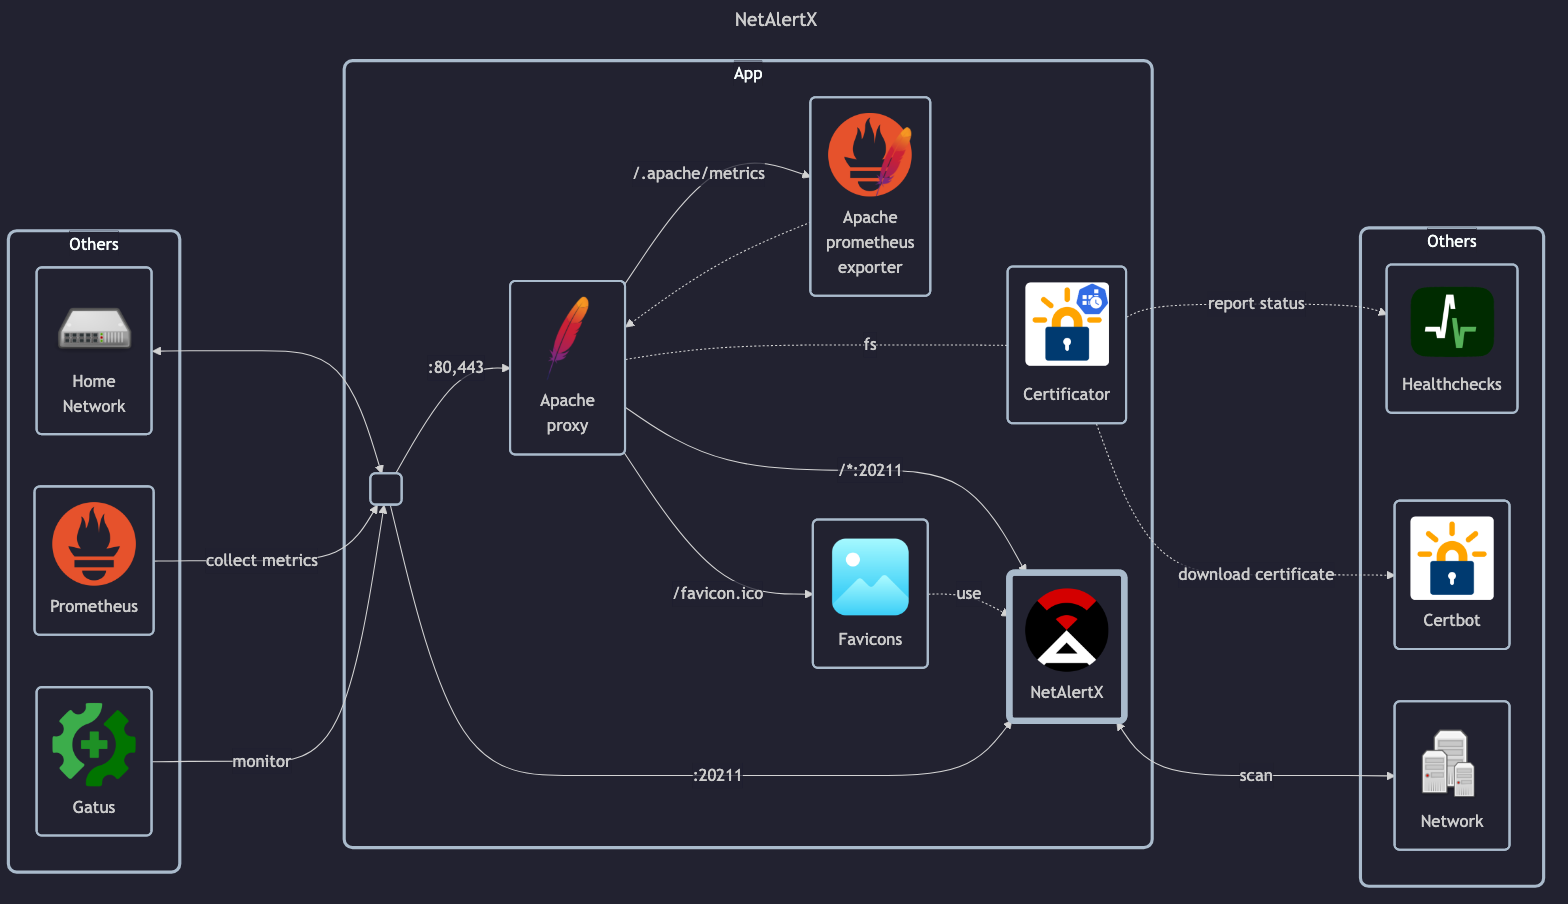 NetAlertX
App
/.apache/metrics
Apache
prometheus
exporter
Others
Home
Network
Prometheus
Gatus
collect metrics
monitor
:80,443
Apache
proxy
fs
Certificator
/*:20211
/favicon.ico
Favicons
use
NetAlertX
:20211
report status
download certificate
scan
Others
Healthchecks
Certbot
Network